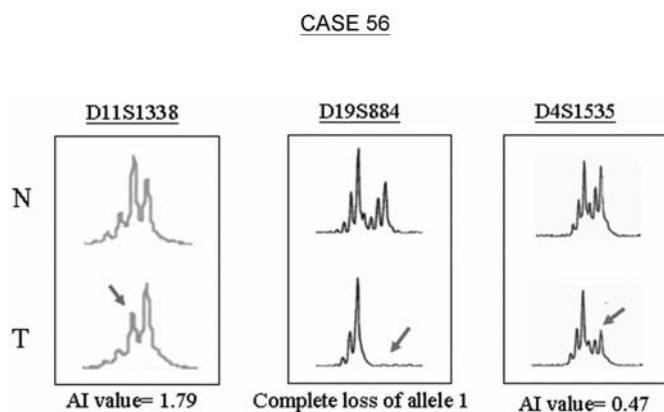 CASE 56
D11S1338 D19S884 D4S1535
N
T
AI value= 1.79 Complete loss of allele 1 AI value= 0.47